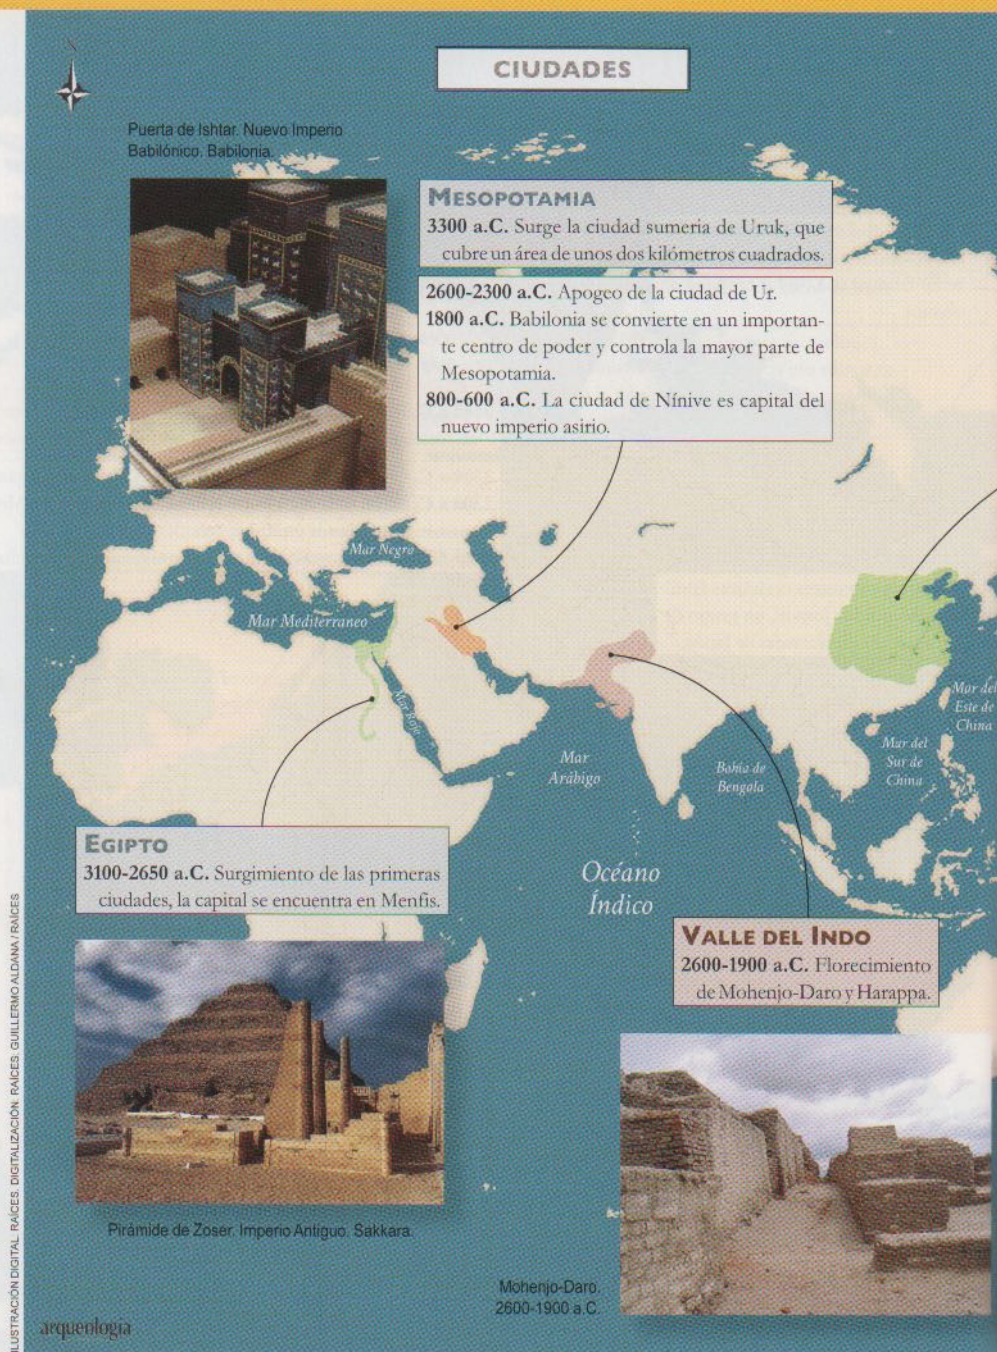 CIUDADES
Puerta de Ishtar. Nuevo Imperio
Babilónico. Babilonia.
MESOPOTAMIA
3300 a.C. Surge la ciudad sumeria de Uruk, que
cubre un área de unos dos kilómetros cuadrados.
2600-2300 a.C. Apogeo de la ciudad de Ur.
1800 a.C. Babilonia se convierte en un importan-
te centro de poder y controla la mayor parte de
Mesopotamia.
800-600 a.C. La ciudad de Nínive es capital del
nuevo imperio asirio.
Mar Negro
Mar Mediterraneo
Mar Rojo
Mar
Arábigo
Bahía de
Bengala
Mar del
Este de
China
Mar del
Sur de
China
Océano
Índico
EGIPTO
3100-2650 a.C. Surgimiento de las primeras
ciudades, la capital se encuentra en Menfis.
VALLE DEL INDO
2600-1900 a.C. Florecimiento
de Mohenjo-Daro y Harappa.
Pirámide de Zoser. Imperio Antiguo. Sakkara.
Mohenjo-Daro.
2600-1900 a.C.
ILUSTRACIÓN DIGITAL: RAÍCES. DIGITALIZACIÓN: RAÍCES. GUILLERMO ALDANA / RAÍCES
arqueología